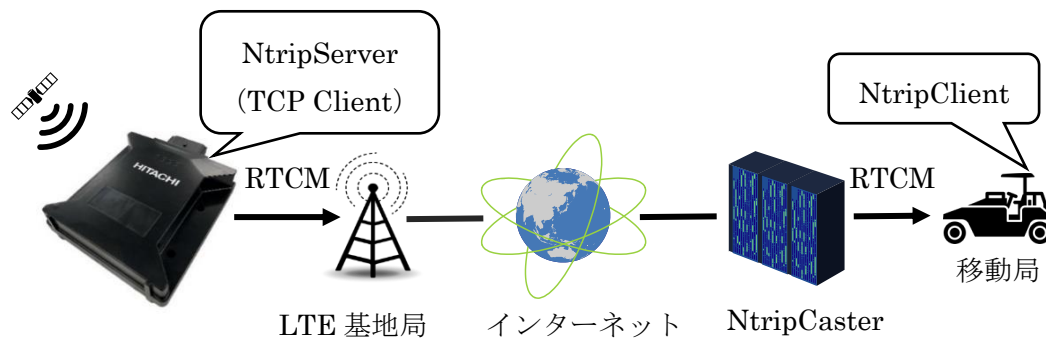 NtripServer
(TCP Client)
NtripClient
HITACHI
RTCM
RTCM
移動局
LTE 基地局
インターネット
NtripCaster